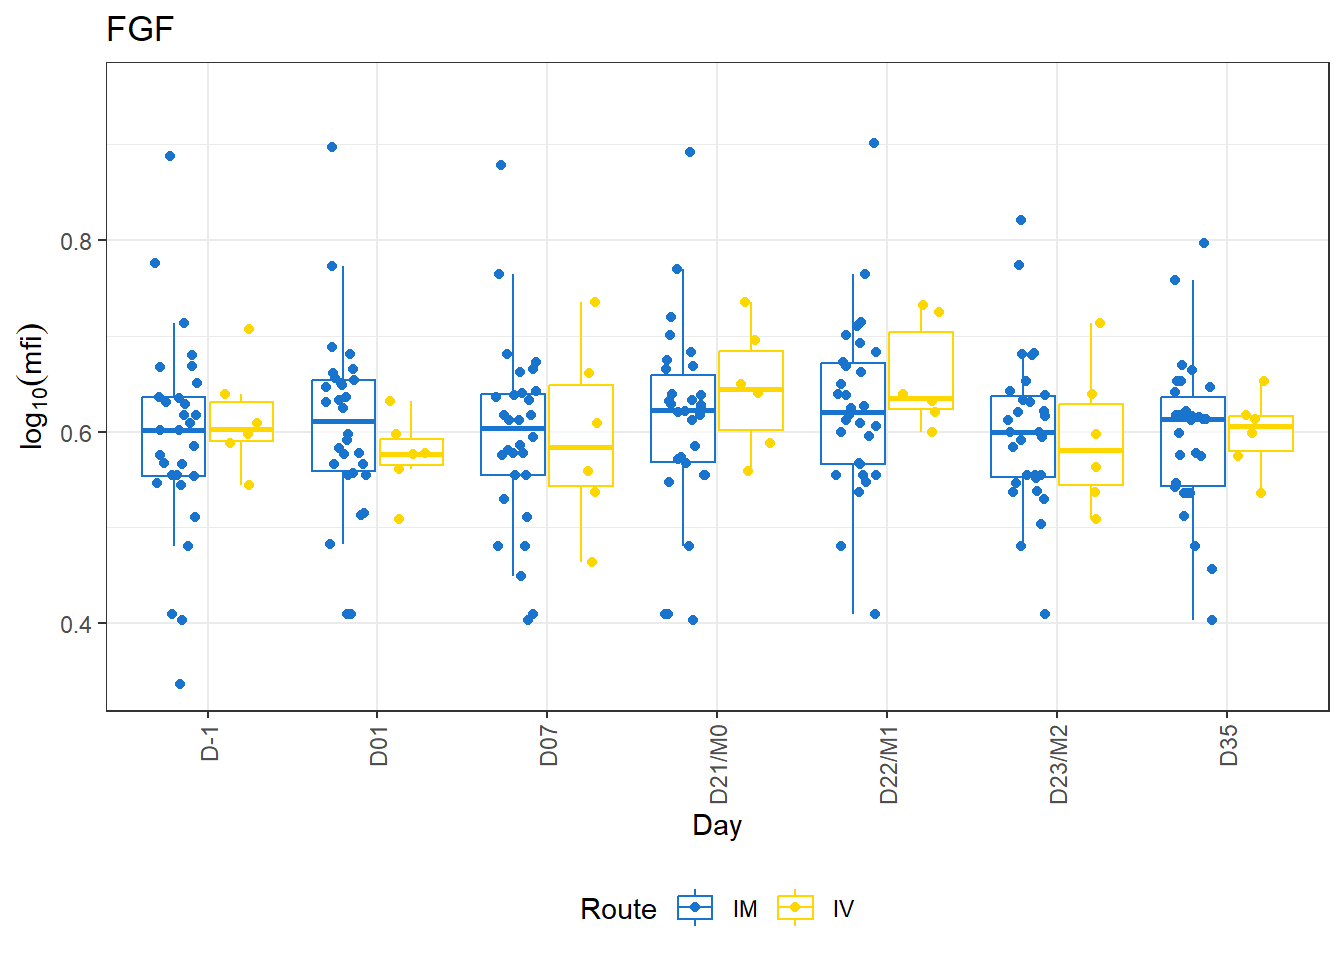 FGF
log10(mfi)
0.8
0.6
0.4
D-1 D01 D07 D21/M0 D22/M1 D23/M2 D35
Day
Route IM IV